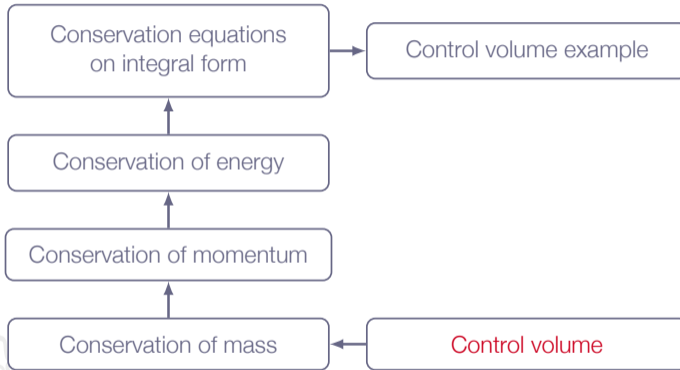 Conservation equations
on integral form
Control volume example
Conservation of energy
Conservation of momentum
Conservation of mass
Control volume